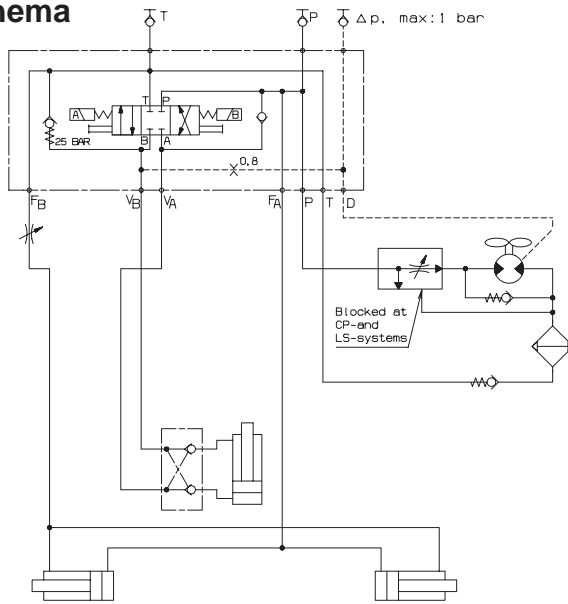 hema
T
P
Δp. max:1 bar
T P
A
B
25 BAR
B A
0.8
FB
VB
VA
FA
P
T
D
Blocked at
CP-and
LS-systems